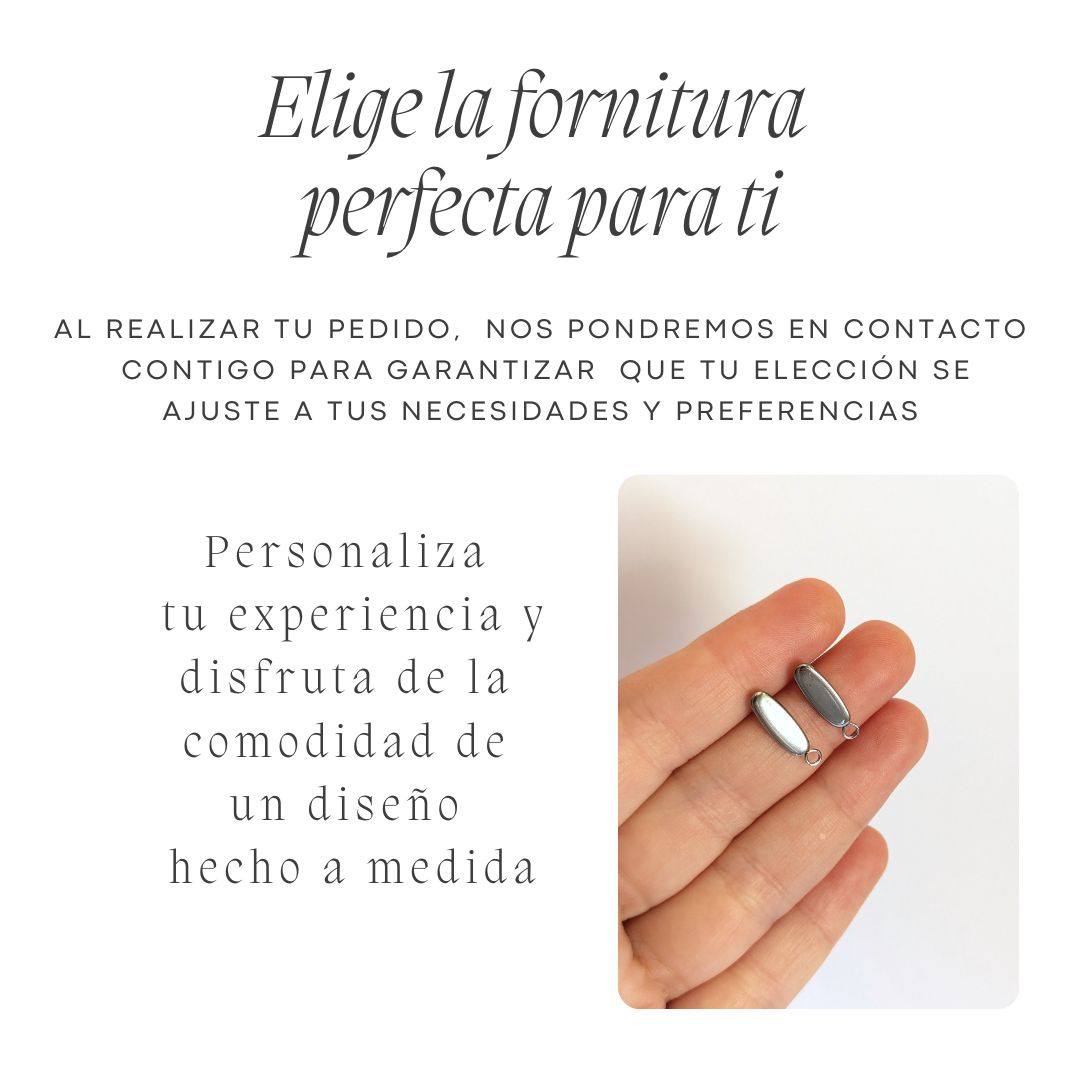 Elige la fornitura
perfecta para ti
AL REALIZAR TU PEDIDO, NOS PONDREMOS EN CONTACTO
CONTIGO PARA GARANTIZAR QUE TU ELECCIÓN SE
AJUSTE A TUS NECESIDADES Y PREFERENCIAS
Personaliza
tu experiencia y
disfruta de la
comodidad de
un diseño
hecho a medida